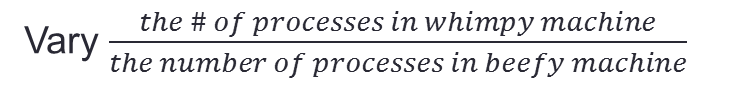 Vary the # of processes in whimpy machine
the number of processes in beefy machine